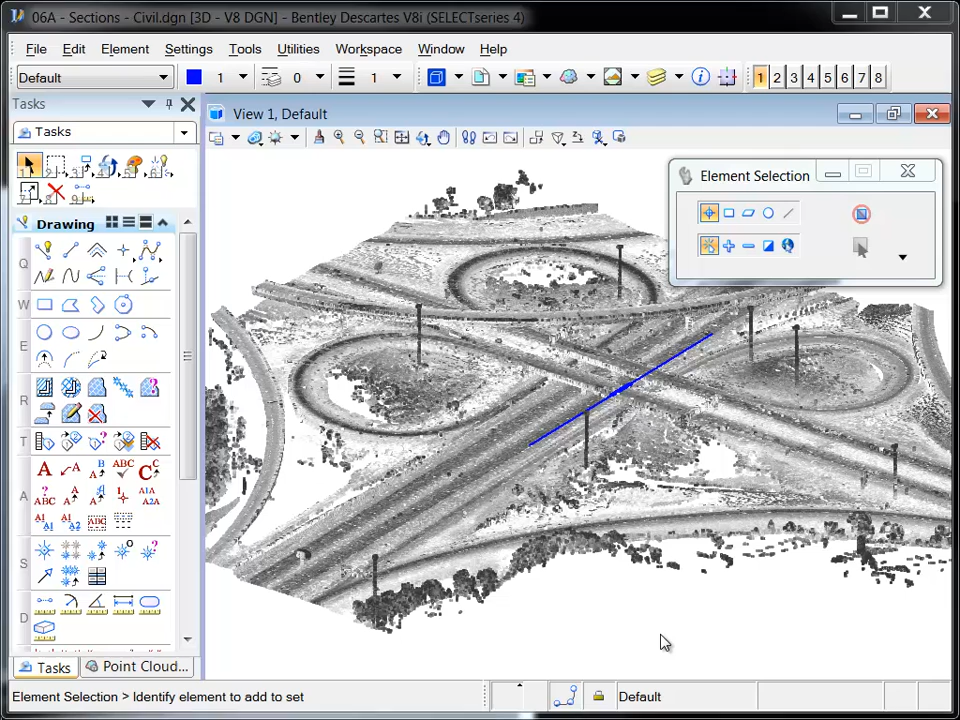 06A - Sections - Civil.dgn [3D - V8 DGN] - Bentley Descartes V8i (SELECTseries 4)
File Edit Element Settings Tools Utilities Workspace Window Help
Default 1 0 1 1 2 3 4 5 6 7 8
Tasks
View 1, Default
Tasks
Element Selection
Drawing
Q
W
E
R
T
A
S
D
Tasks
Point Cloud...
Element Selection > Identify element to add to set
Default